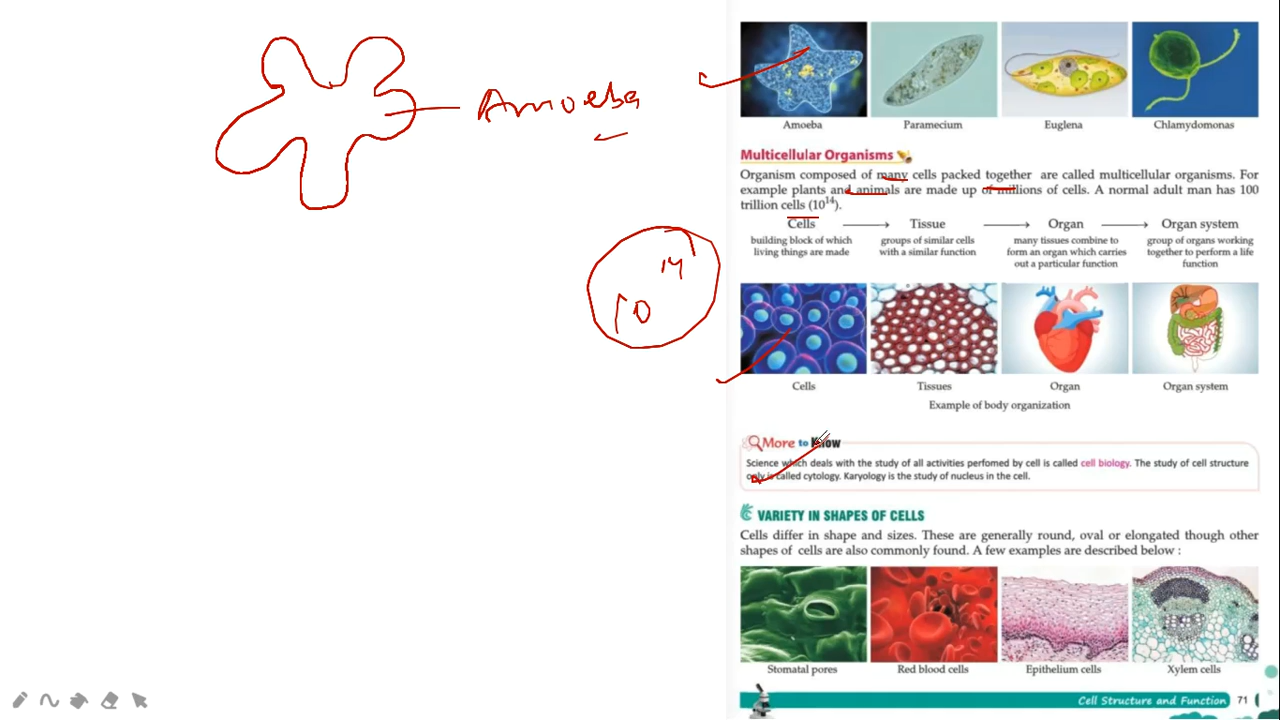 Amoeba
10 14
Amoeba
Paramecium
Euglena
Chlamydomonas
Multicellular Organisms
Organism composed of many cells packed together are called multicellular organisms. For
example plants and animals are made up of millions of cells. A normal adult man has 100
trillion cells (10¹⁴).
Cells
Tissue
Organ
Organ system
building block of which
living things are made
groups of similar cells
with a similar function
many tissues combine to
form an organ which carries
out a particular function
group of organs working
together to perform a life
function
Cells
Tissues
Organ
Organ system
Example of body organization
More to Know
Science which deals with the study of all activities perfomed by cell is called cell biology. The study of cell structure
only is called cytology. Karyology is the study of nucleus in the cell.
VARIETY IN SHAPES OF CELLS
Cells differ in shape and sizes. These are generally round, oval or elongated though other
shapes of cells are also commonly found. A few examples are described below :
Stomatal pores
Red blood cells
Epithelium cells
Xylem cells
Cell Structure and Function 71